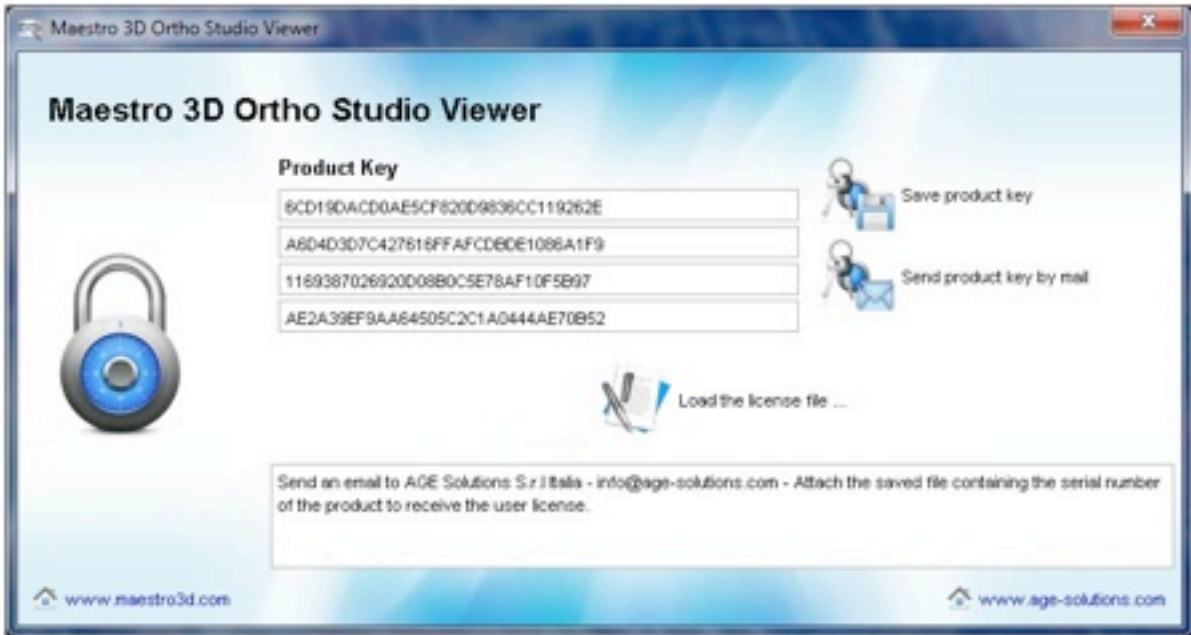 Maestro 3D Ortho Studio Viewer
Maestro 3D Ortho Studio Viewer
Product Key
6CD19DACD0AE5CF820D9836CC119262E
Save product key
A6D4D3D7C427616FFAFCDBDE1086A1F9
1169387026920D08B0C5E78AF10F5B97
Send product key by mail
AE2A39EF9AA64505C2C1A0444AE70B52
Load the license file ...
Send an email to AGE Solutions S.r.l Italia - info@age-solutions.com - Attach the saved file containing the serial number
of the product to receive the user license.
www.maestro3d.com
www.age-solutions.com